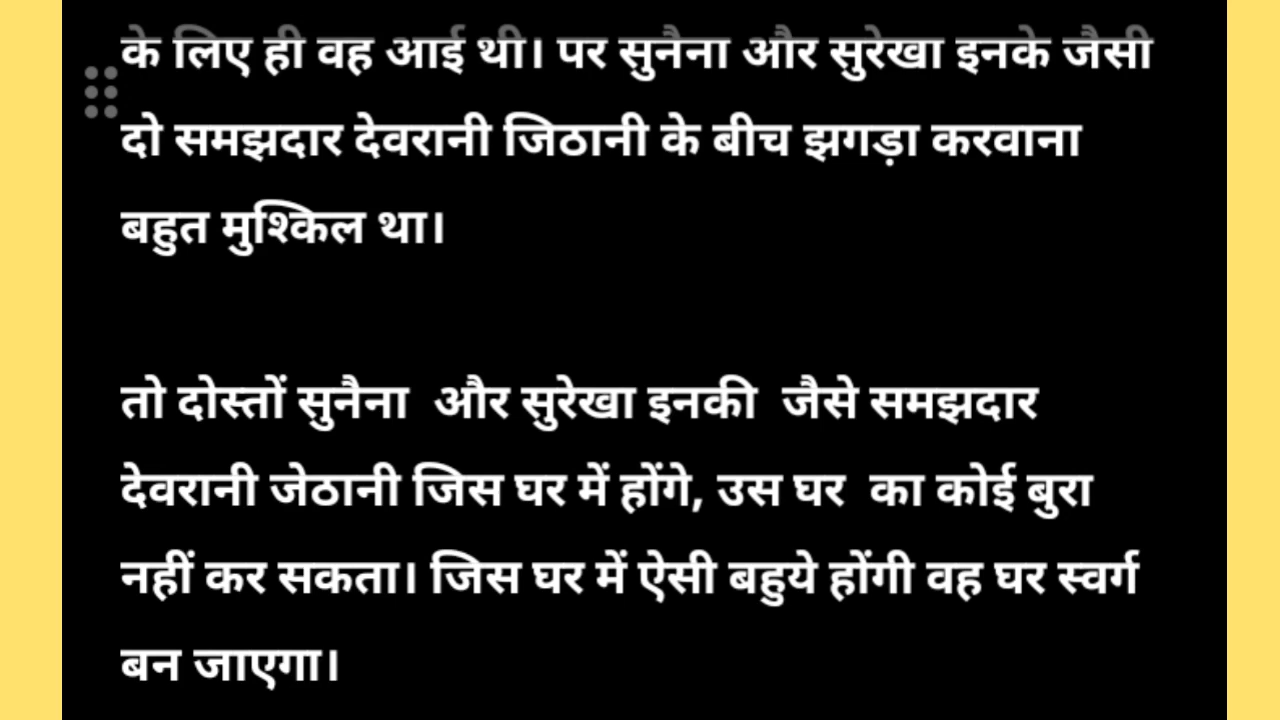 के लिए ही वह आई थी। पर सुनैना और सुरेखा इनके जैसी
दो समझदार देवरानी जिठानी के बीच झगड़ा करवाना
बहुत मुश्किल था।
तो दोस्तों सुनैना और सुरेखा इनकी जैसे समझदार
देवरानी जेठानी जिस घर में होंगे, उस घर का कोई बुरा
नहीं कर सकता। जिस घर में ऐसी बहुये होंगी वह घर स्वर्ग
बन जाएगा।